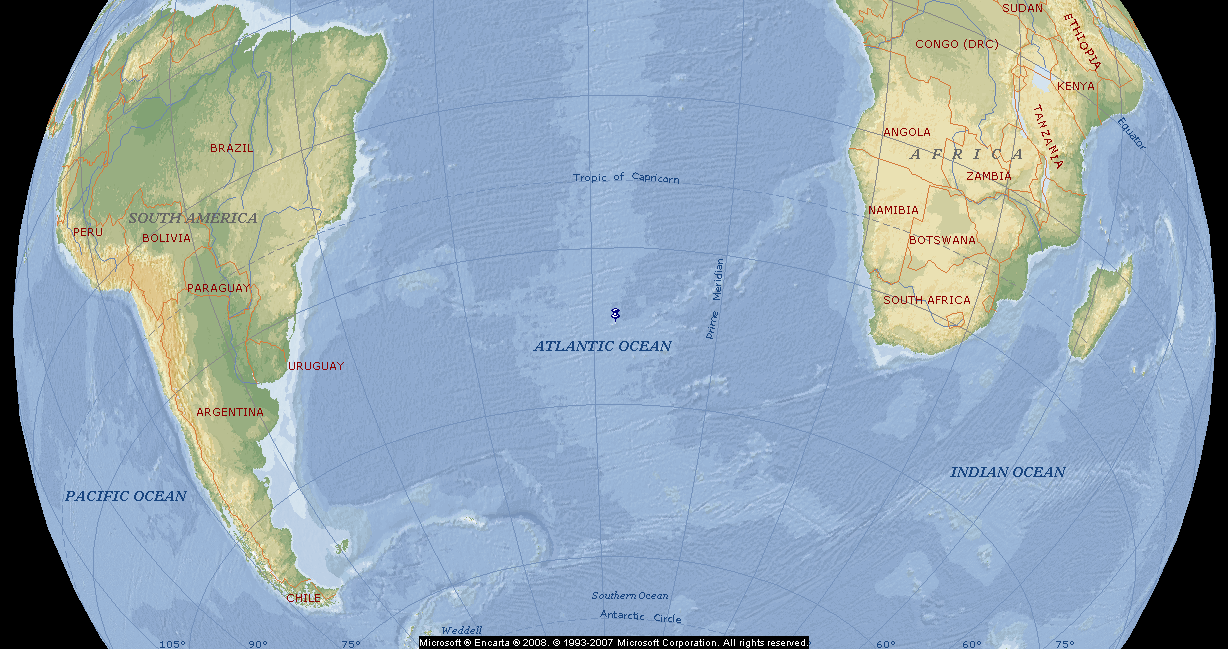 SUDAN
ETHIOPIA
CONGO (DRC)
KENYA
Equator
TANZANIA
ANGOLA
AFRICA
BRAZIL
Tropic of Capricorn
ZAMBIA
NAMIBIA
SOUTH AMERICA
PERU
BOLIVIA
BOTSWANA
PARAGUAY
Prime Meridian
SOUTH AFRICA
ATLANTIC OCEAN
URUGUAY
ARGENTINA
INDIAN OCEAN
PACIFIC OCEAN
CHILE
Southern Ocean
Antarctic Circle
Weddell
105° 90° 75° 60° 60° 75°
Microsoft ® Encarta ® 2008. © 1993-2007 Microsoft Corporation. All rights reserved.